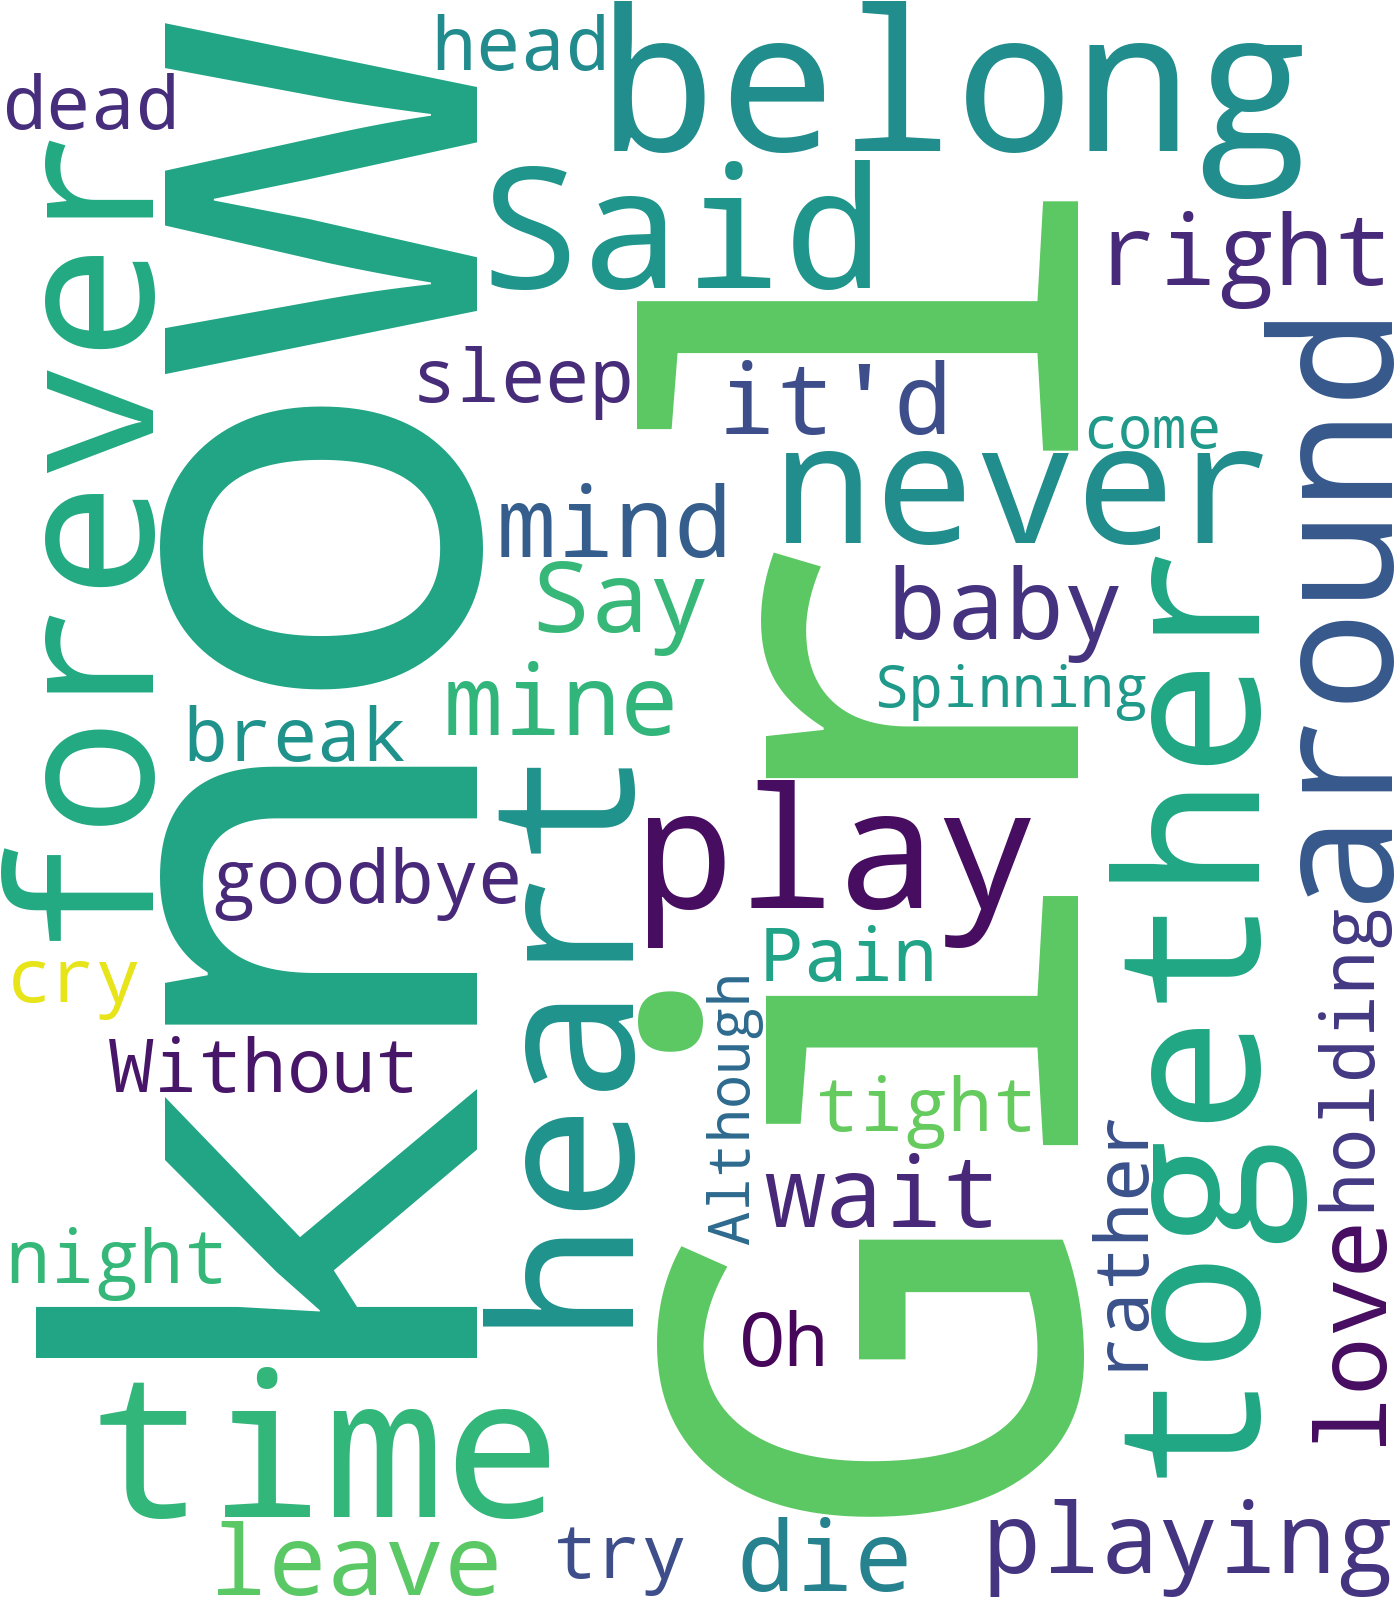 head
belong
dead
know
Said
right
forever
Girl
around
sleep
it'd
come
never
mind
Say
baby
together
mine
Spinning
break
heart
play
goodbye
Pain
cry
holding
Although
Without
tight
rather
wait
night
love
Oh
time
leave
try
die
playing